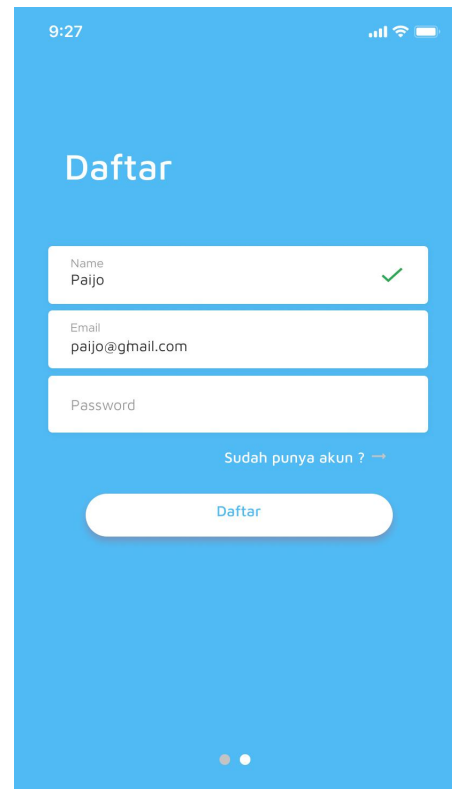 9:27
Daftar
Name
Paijo
Email
paijo@gmail.com
Password
Sudah punya akun ? →
Daftar